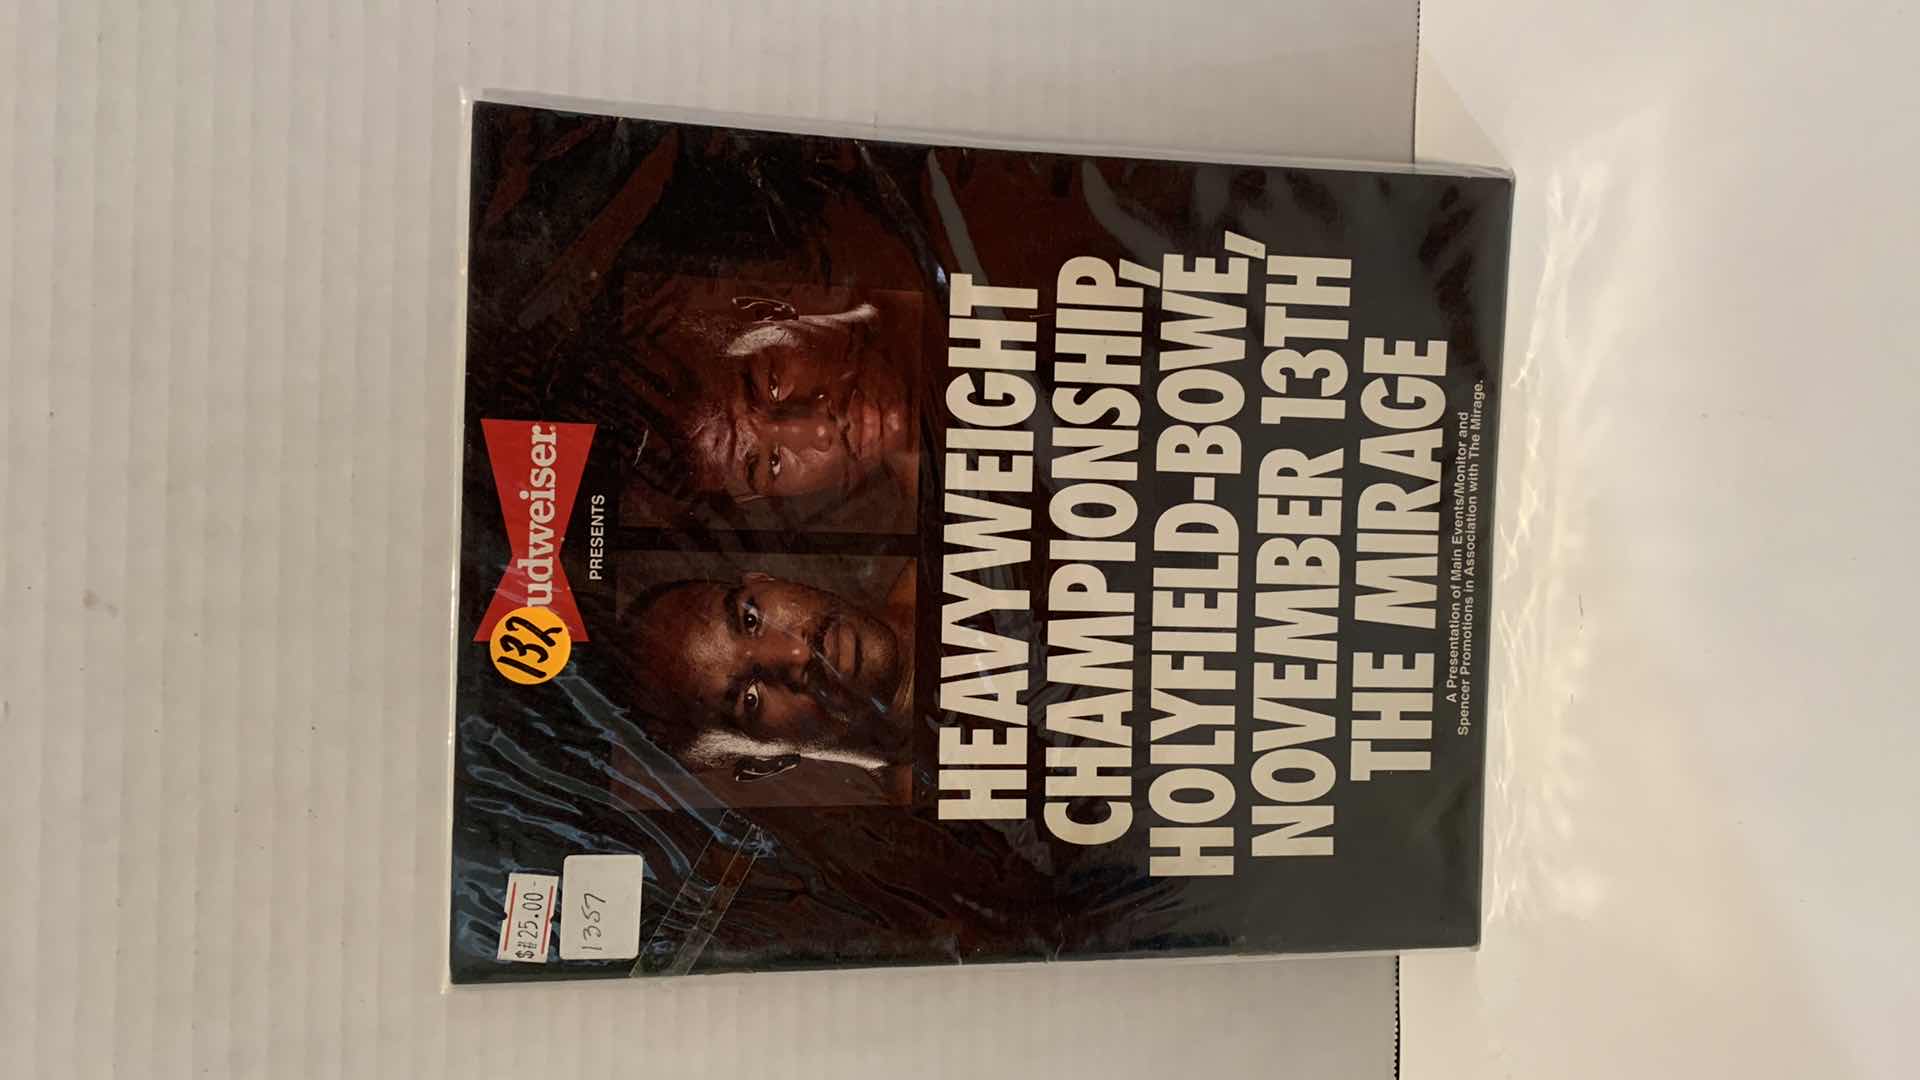 $#25.00-
1357
132
udweiser
PRESENTS
HEAVYWEIGHT
CHAMPIONSHIP,
HOLYFIELD-BOWE,
NOVEMBER 13TH
THE MIRAGE
A Presentation of Main Events/Monitor and
Spencer Promotions in Association with The Mirage.